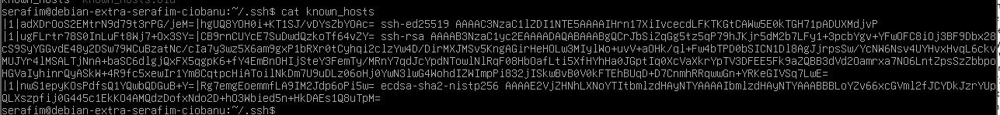 known_hosts known_hosts.old
serafim@debian-extra-serafim-ciobanu:~/.ssh$ cat known_hosts
|1|adXDrOoS2EMtrN9d79t3rPG/jeM=|hgUQ8YOH0i+KT1SJ/vDYsZbYOAc= ssh-ed25519 AAAAC3NzaC1lZDI1NTE5AAAAIHrn17XiIvcecdLFKTKGtCAWw5E0kTGH71pADUXMdjvP
|1|ugFLrtr78S0InLuFt8Wj7+Ox3SY=|CB9rnCUYcE7SuDwdQzkoTf64vZY= ssh-rsa AAAAB3NzaC1yc2EAAAADAQABAAABgQCrJbSiZqGg5tz5qP79hJKjr5dM2b7LFy1+3pcbYgv+YFwOFC8iOj3BF9Dbx28
cS9SyYGGvdE48y2DSw79WCuBzatNc/cIa7y3wz5X6am9gxP1bRXr0tCyhqi2clzYw4D/DirMXJMSv5KngAGirHeHOLw3MIylWo+uvV+aOHk/ql+Fw4bTPD0bSICN1Dl8AgJjrpsSw/YcNW6Nsv4UYHvxHvqL6ckv
MUJYr4lMSALTjNnA+baSC6dlgjQxFX5qgpK6+fY4EmBnOHIjSteY3FemTy/MRnY7qdJcYpdNTowlNlRqF08HbOafLti5XfHYhHa0JGptIq0XcVaXkrYpTV3DFEE5Fk9aZQBB3dVd2Oamrxa7NO6LntZpsSzZbbpo
HGVaIyhinrQyASkW+4R9fc5xewIr1Ym8CqtpcHiAToilNkDm7U9uDLz06oHj0YuN3lwG4WohdIZWImpPi832jISkwBvB0V0kFTEhBUqD+D7CnmhRRqwwGn+YRKeGIVSq7LwE=
|1|nwS1epyKOsPdfsQ1YQwbQDGuB+Y=|Rg7emgEoemmfLA9IM2Jdp6oPi5w= ecdsa-sha2-nistp256 AAAAE2VjZHNhLXNoYTItbmlzdHAyNTYAAAAIbmlzdHAyNTYAAABBBLoYZv66xcGVml2fJCYDkJzrYUp
QLXszpfij0G445c1EkKO4AMQdzDofxNdo2D+hO3Wbied5n+HkDAEs1Q8uTpM=
serafim@debian-extra-serafim-ciobanu:~/.ssh$